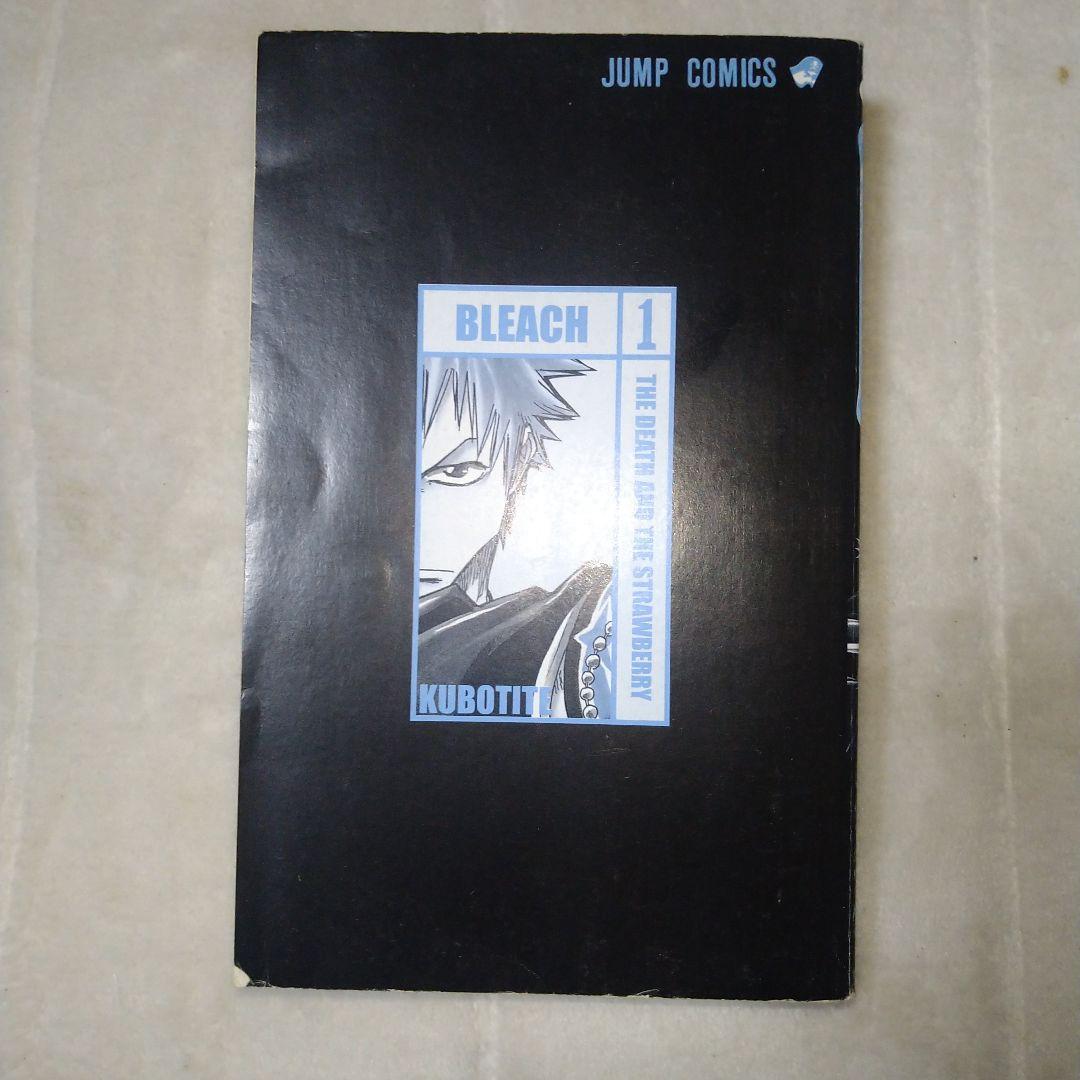 JUMP COMICS
BLEACH
1
THE DEATH AND THE STRAWBERRY
KUBOTITE